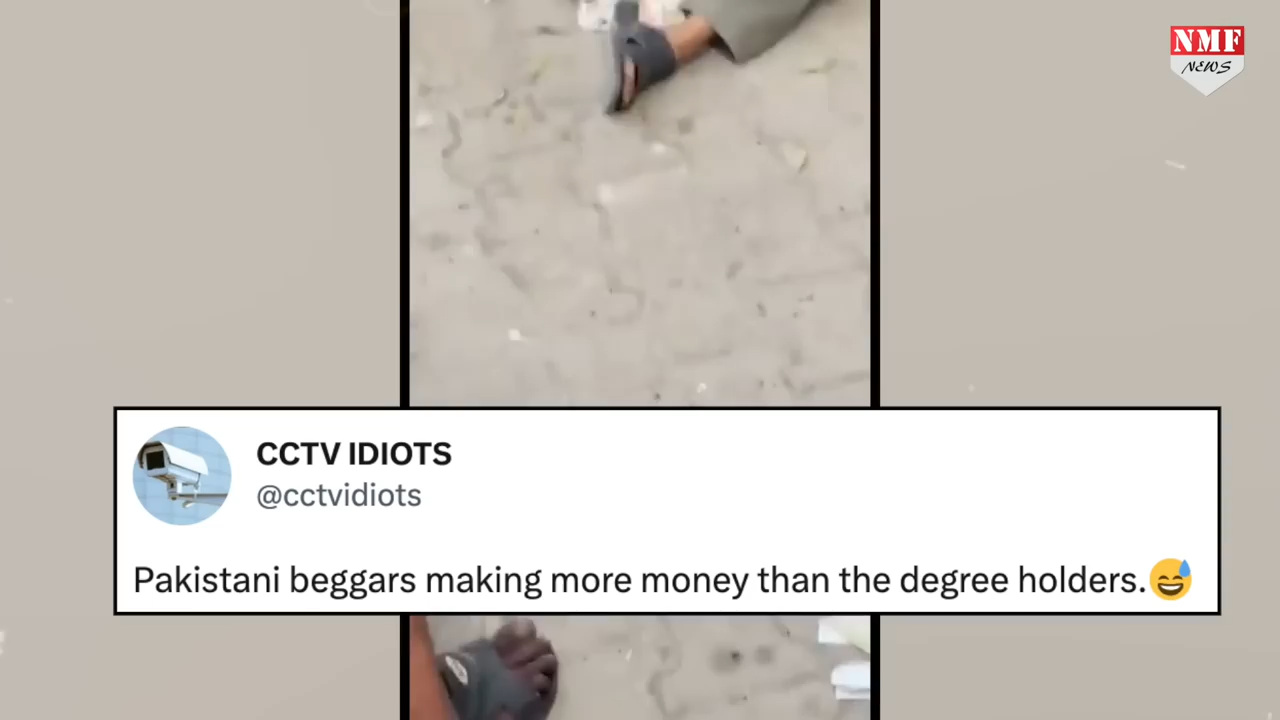 NMF
NEWS
CCTV IDIOTS
@cctvidiots
Pakistani beggars making more money than the degree holders.😅